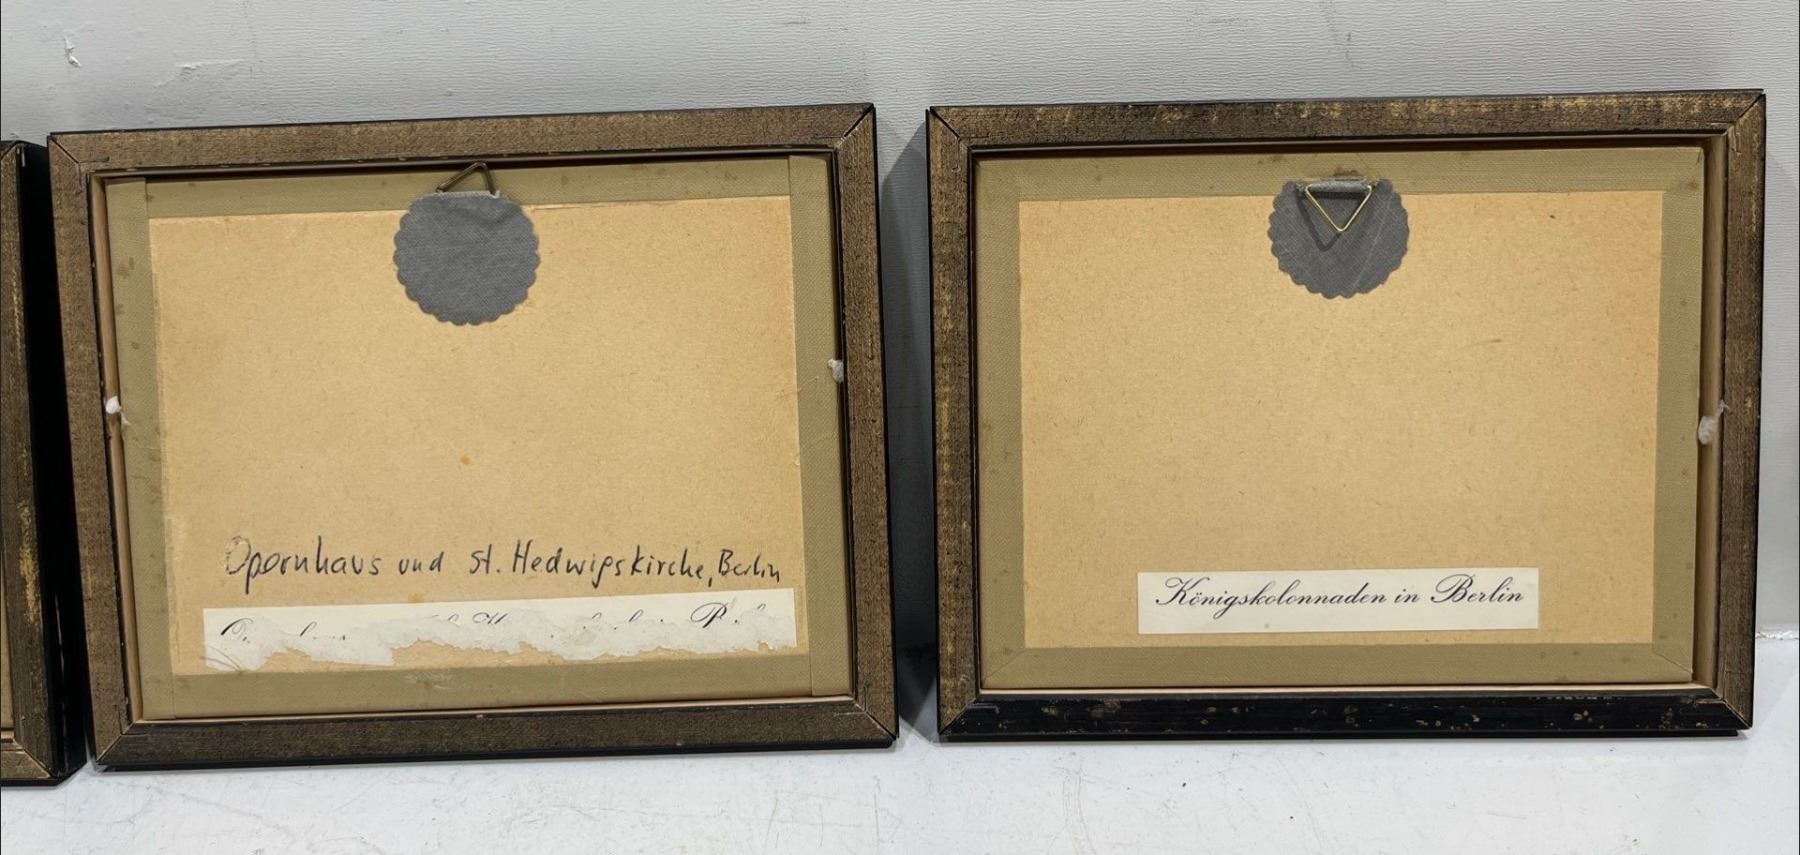 Opernhaus und St. Hedwigskirche, Berlin
Königskolonnaden in Berlin